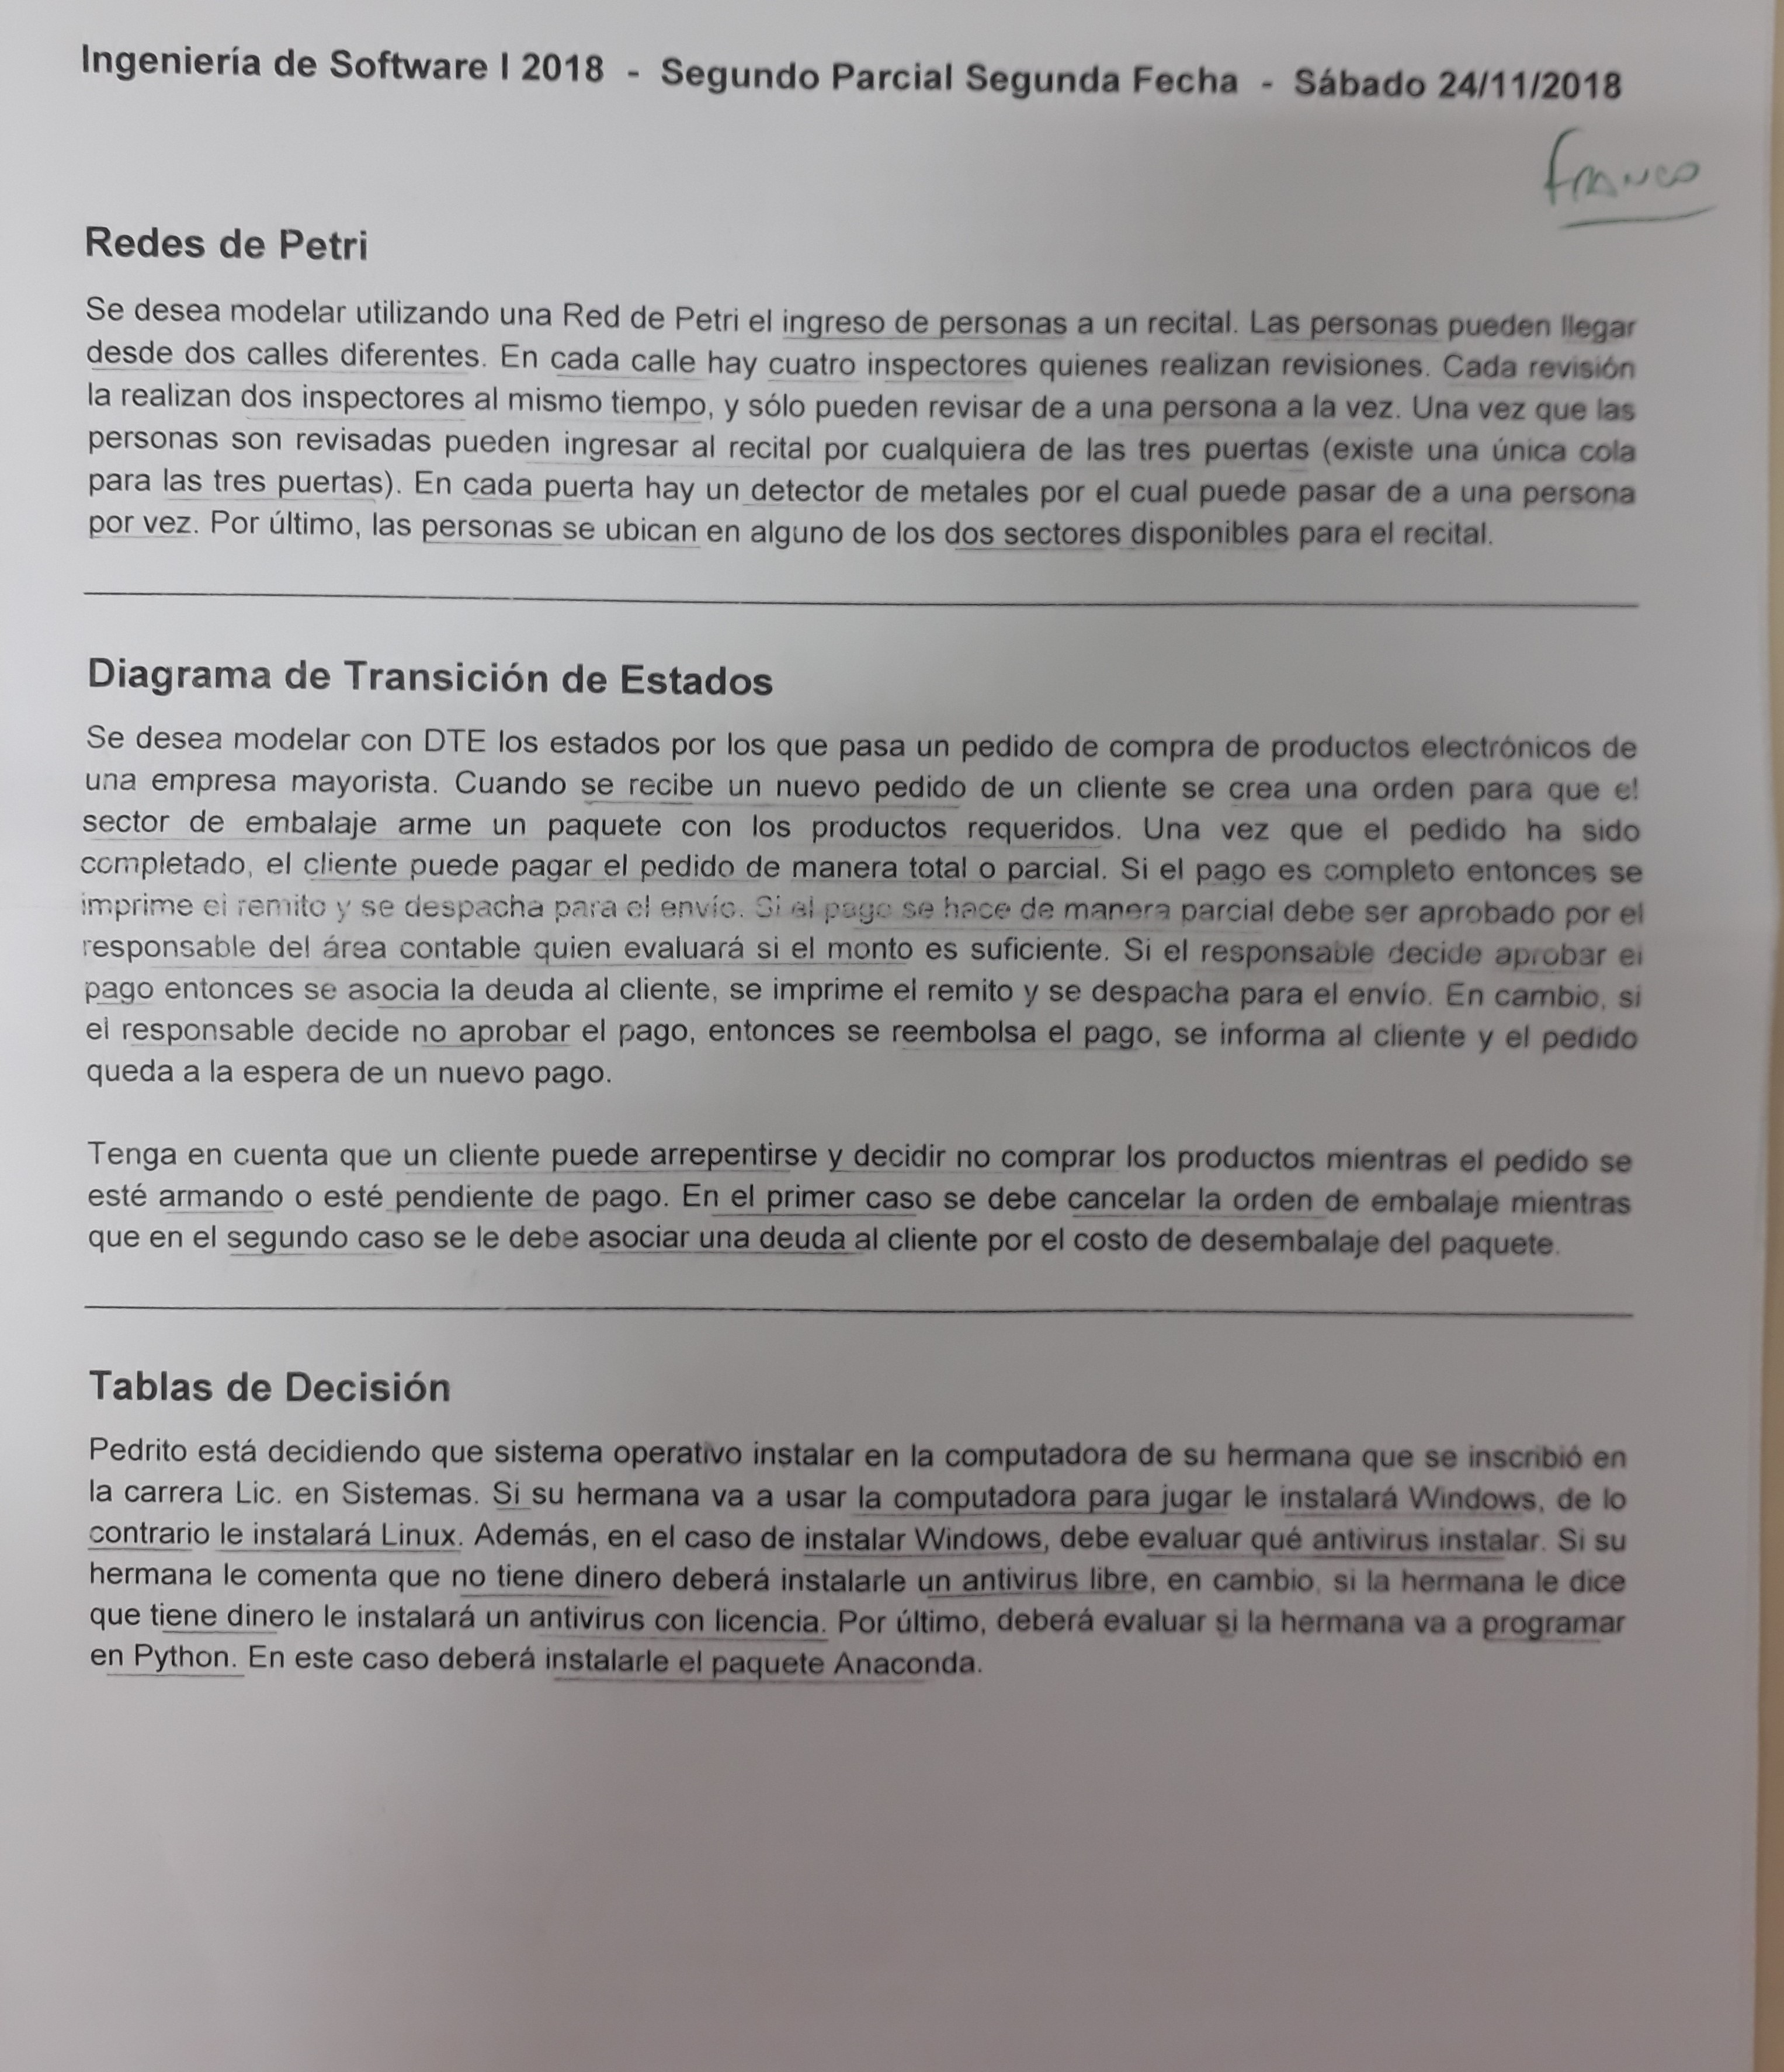 Ingeniería de Software I 2018 - Segundo Parcial Segunda Fecha - Sábado 24/11/2018
Franco
Redes de Petri
Se desea modelar utilizando una Red de Petri el ingreso de personas a un recital. Las personas pueden llegar
desde dos calles diferentes. En cada calle hay cuatro inspectores quienes realizan revisiones. Cada revisión
la realizan dos inspectores al mismo tiempo, y sólo pueden revisar de a una persona a la vez. Una vez que las
personas son revisadas pueden ingresar al recital por cualquiera de las tres puertas (existe una única cola
para las tres puertas). En cada puerta hay un detector de metales por el cual puede pasar de a una persona
por vez. Por último, las personas se ubican en alguno de los dos sectores disponibles para el recital.
Diagrama de Transición de Estados
Se desea modelar con DTE los estados por los que pasa un pedido de compra de productos electrónicos de
una empresa mayorista. Cuando se recibe un nuevo pedido de un cliente se crea una orden para que el
sector de embalaje arme un paquete con los productos requeridos. Una vez que el pedido ha sido
completado, el cliente puede pagar el pedido de manera total o parcial. Si el pago es completo entonces se
imprime el remito y se despacha para el envío. Si el pago se hace de manera parcial debe ser aprobado por el
responsable del área contable quien evaluará si el monto es suficiente. Si el responsable decide aprobar el
pago entonces se asocia la deuda al cliente, se imprime el remito y se despacha para el envío. En cambio, si
el responsable decide no aprobar el pago, entonces se reembolsa el pago, se informa al cliente y el pedido
queda a la espera de un nuevo pago.
Tenga en cuenta que un cliente puede arrepentirse y decidir no comprar los productos mientras el pedido se
esté armando o esté pendiente de pago. En el primer caso se debe cancelar la orden de embalaje mientras
que en el segundo caso se le debe asociar una deuda al cliente por el costo de desembalaje del paquete.
Tablas de Decisión
Pedrito está decidiendo que sistema operativo instalar en la computadora de su hermana que se inscribió en
la carrera Lic. en Sistemas. Si su hermana va a usar la computadora para jugar le instalará Windows, de lo
contrario le instalará Linux. Además, en el caso de instalar Windows, debe evaluar qué antivirus instalar. Si su
hermana le comenta que no tiene dinero deberá instalarle un antivirus libre, en cambio, si la hermana le dice
que tiene dinero le instalará un antivirus con licencia. Por último, deberá evaluar si la hermana va a programar
en Python. En este caso deberá instalarle el paquete Anaconda.